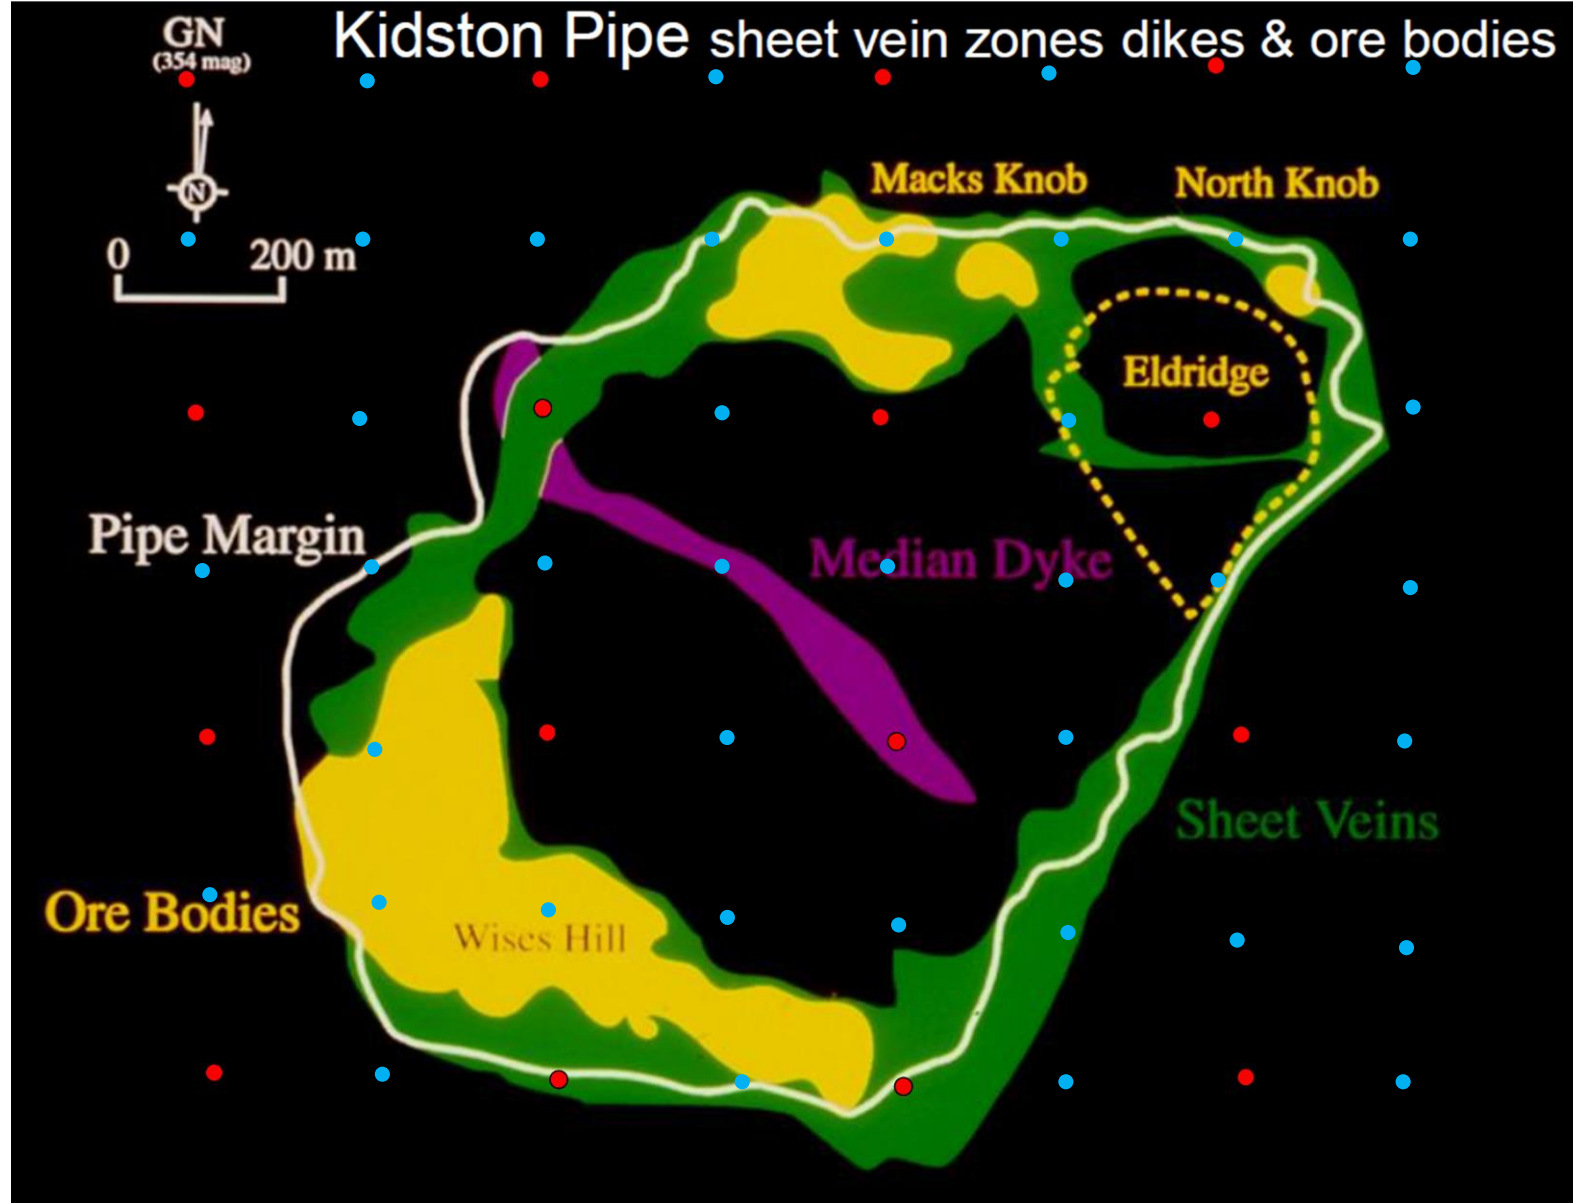 Kidston Pipe sheet vein zones dikes & ore bodies
GN
(354 mag)
N
0 200 m
Macks Knob
North Knob
Eldridge
Pipe Margin
Median Dyke
Sheet Veins
Ore Bodies
Wises Hill